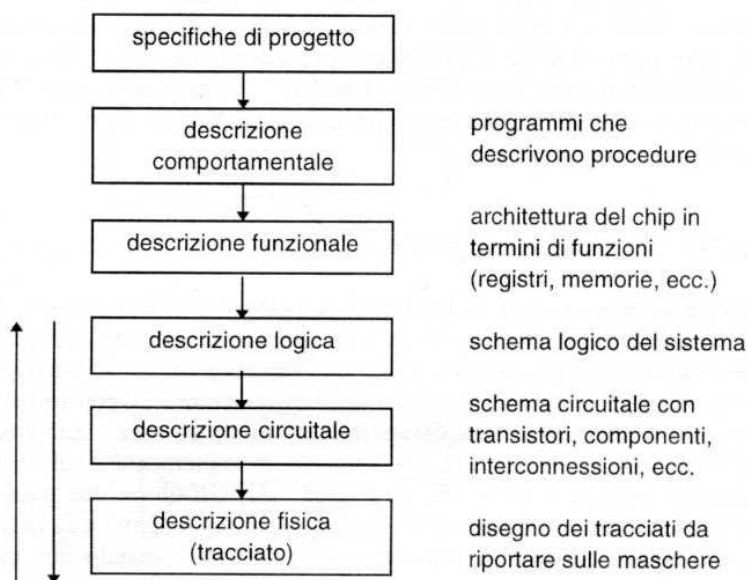 specifiche di progetto
descrizione
comportamentale
programmi che
descrivono procedure
descrizione funzionale
architettura del chip in
termini di funzioni
(registri, memorie, ecc.)
descrizione logica
schema logico del sistema
descrizione circuitale
schema circuitale con
transistori, componenti,
interconnessioni, ecc.
descrizione fisica
(tracciato)
disegno dei tracciati da
riportare sulle maschere